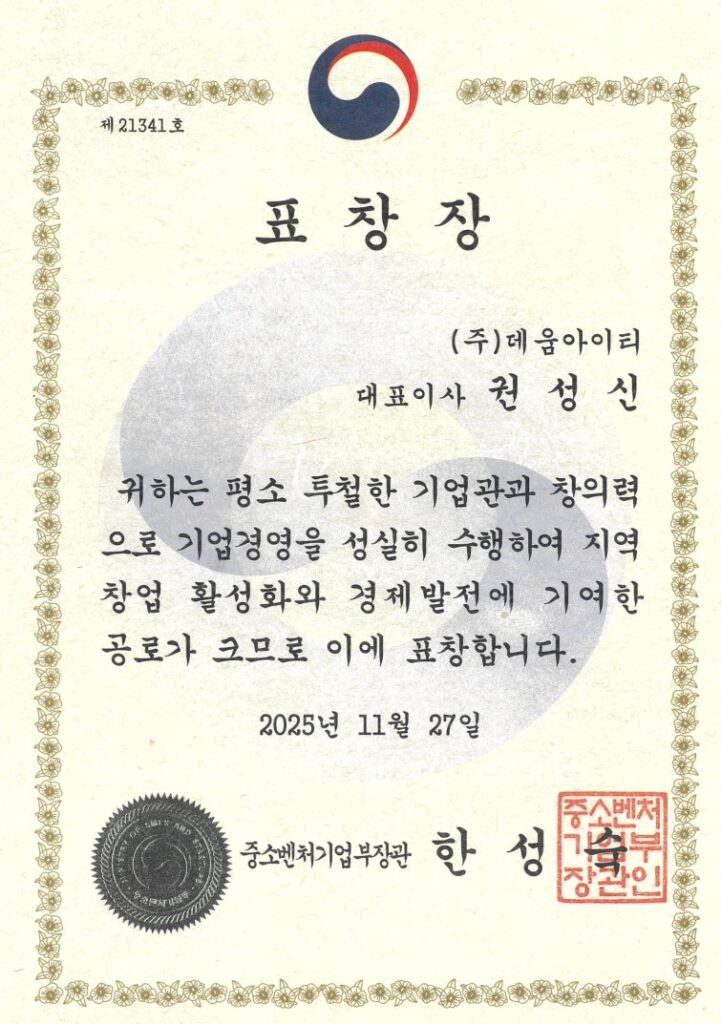 제 21341 호
표 창 장
(주)데움아이티
대표이사 권 성 신
귀하는 평소 투철한 기업관과 창의력
으로 기업경영을 성실히 수행하여 지역
창업 활성화와 경제발전에 기여한
공로가 크므로 이에 표창합니다.
2025년 11월 27일
중소벤처기업부장관 한 성 숙
중소벤처
기업부
장관인